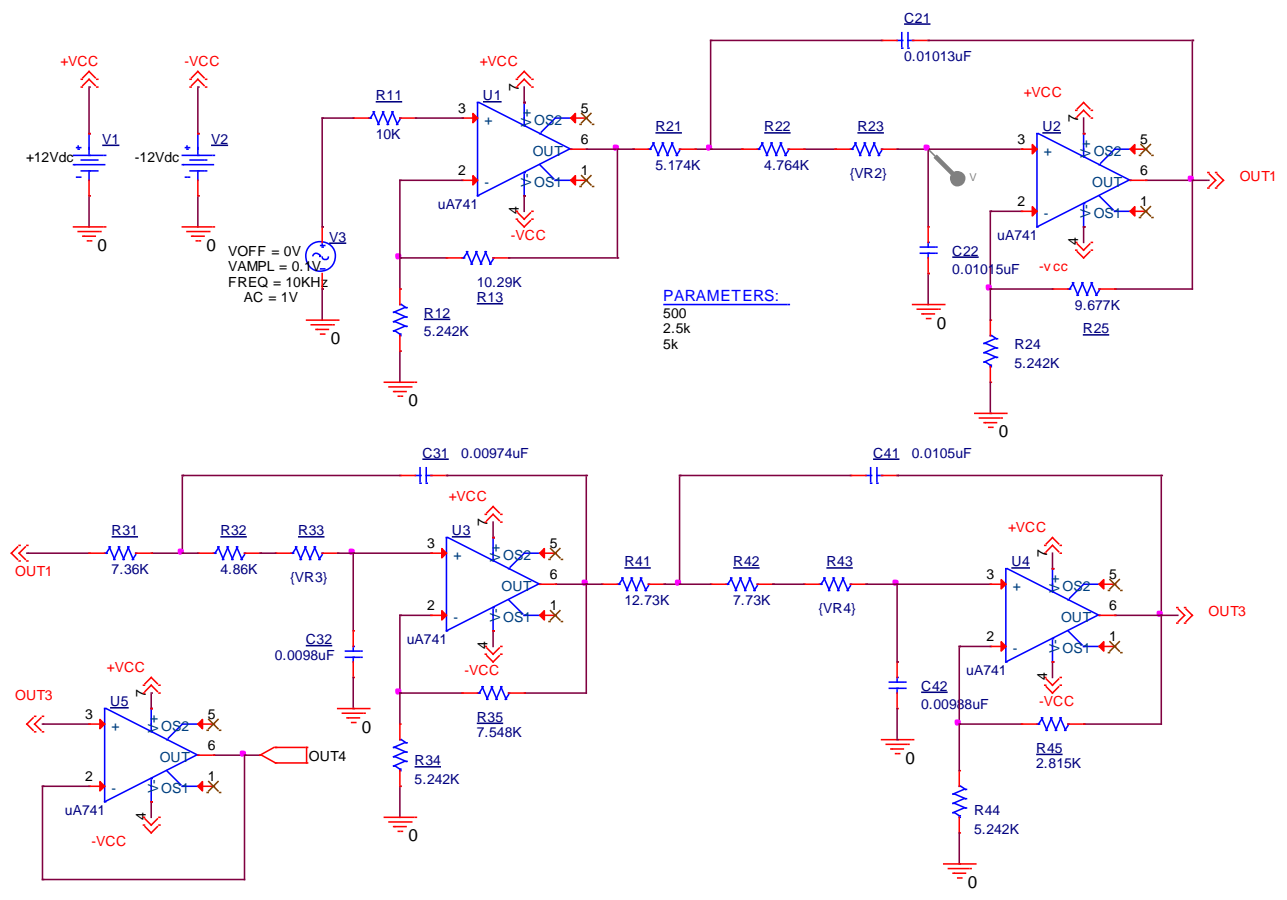 C21
0.01013uF
+VCC
-VCC
V1
V2
+12Vdc
-12Vdc
0
0
R11
10K
+VCC
7
U1
3
+
2
-
V+
V-
OS2
5
OUT
6
OS1
1
uA741
4
-VCC
V3
VOFF = 0V
VAMPL = 0.1V
FREQ = 10KHz
AC = 1V
0
10.29K
R13
R12
5.242K
0
R21
5.174K
R22
4.764K
R23
{VR2}
V
C22
0.01015uF
0
PARAMETERS:
500
2.5k
5k
+VCC
7
U2
3
+
2
-
V+
V-
OS2
5
OUT
6
OS1
1
uA741
4
-vcc
OUT1
9.677K
R25
R24
5.242K
0
C31
0.00974uF
OUT1
R31
7.36K
R32
4.86K
R33
{VR3}
C32
0.0098uF
0
+VCC
7
U3
3
+
2
-
V+
V-
OS2
5
OUT
6
OS1
1
uA741
4
-VCC
R35
7.548K
R34
5.242K
0
C41
0.0105uF
R41
12.73K
R42
7.73K
R43
{VR4}
C42
0.00988uF
0
+VCC
7
U4
3
+
2
-
V+
V-
OS2
5
OUT
6
OS1
1
uA741
4
-VCC
OUT3
R45
2.815K
R44
5.242K
0
OUT3
+VCC
7
U5
3
+
2
-
V+
V-
OS2
5
OUT
6
OS1
1
uA741
4
-VCC
OUT4